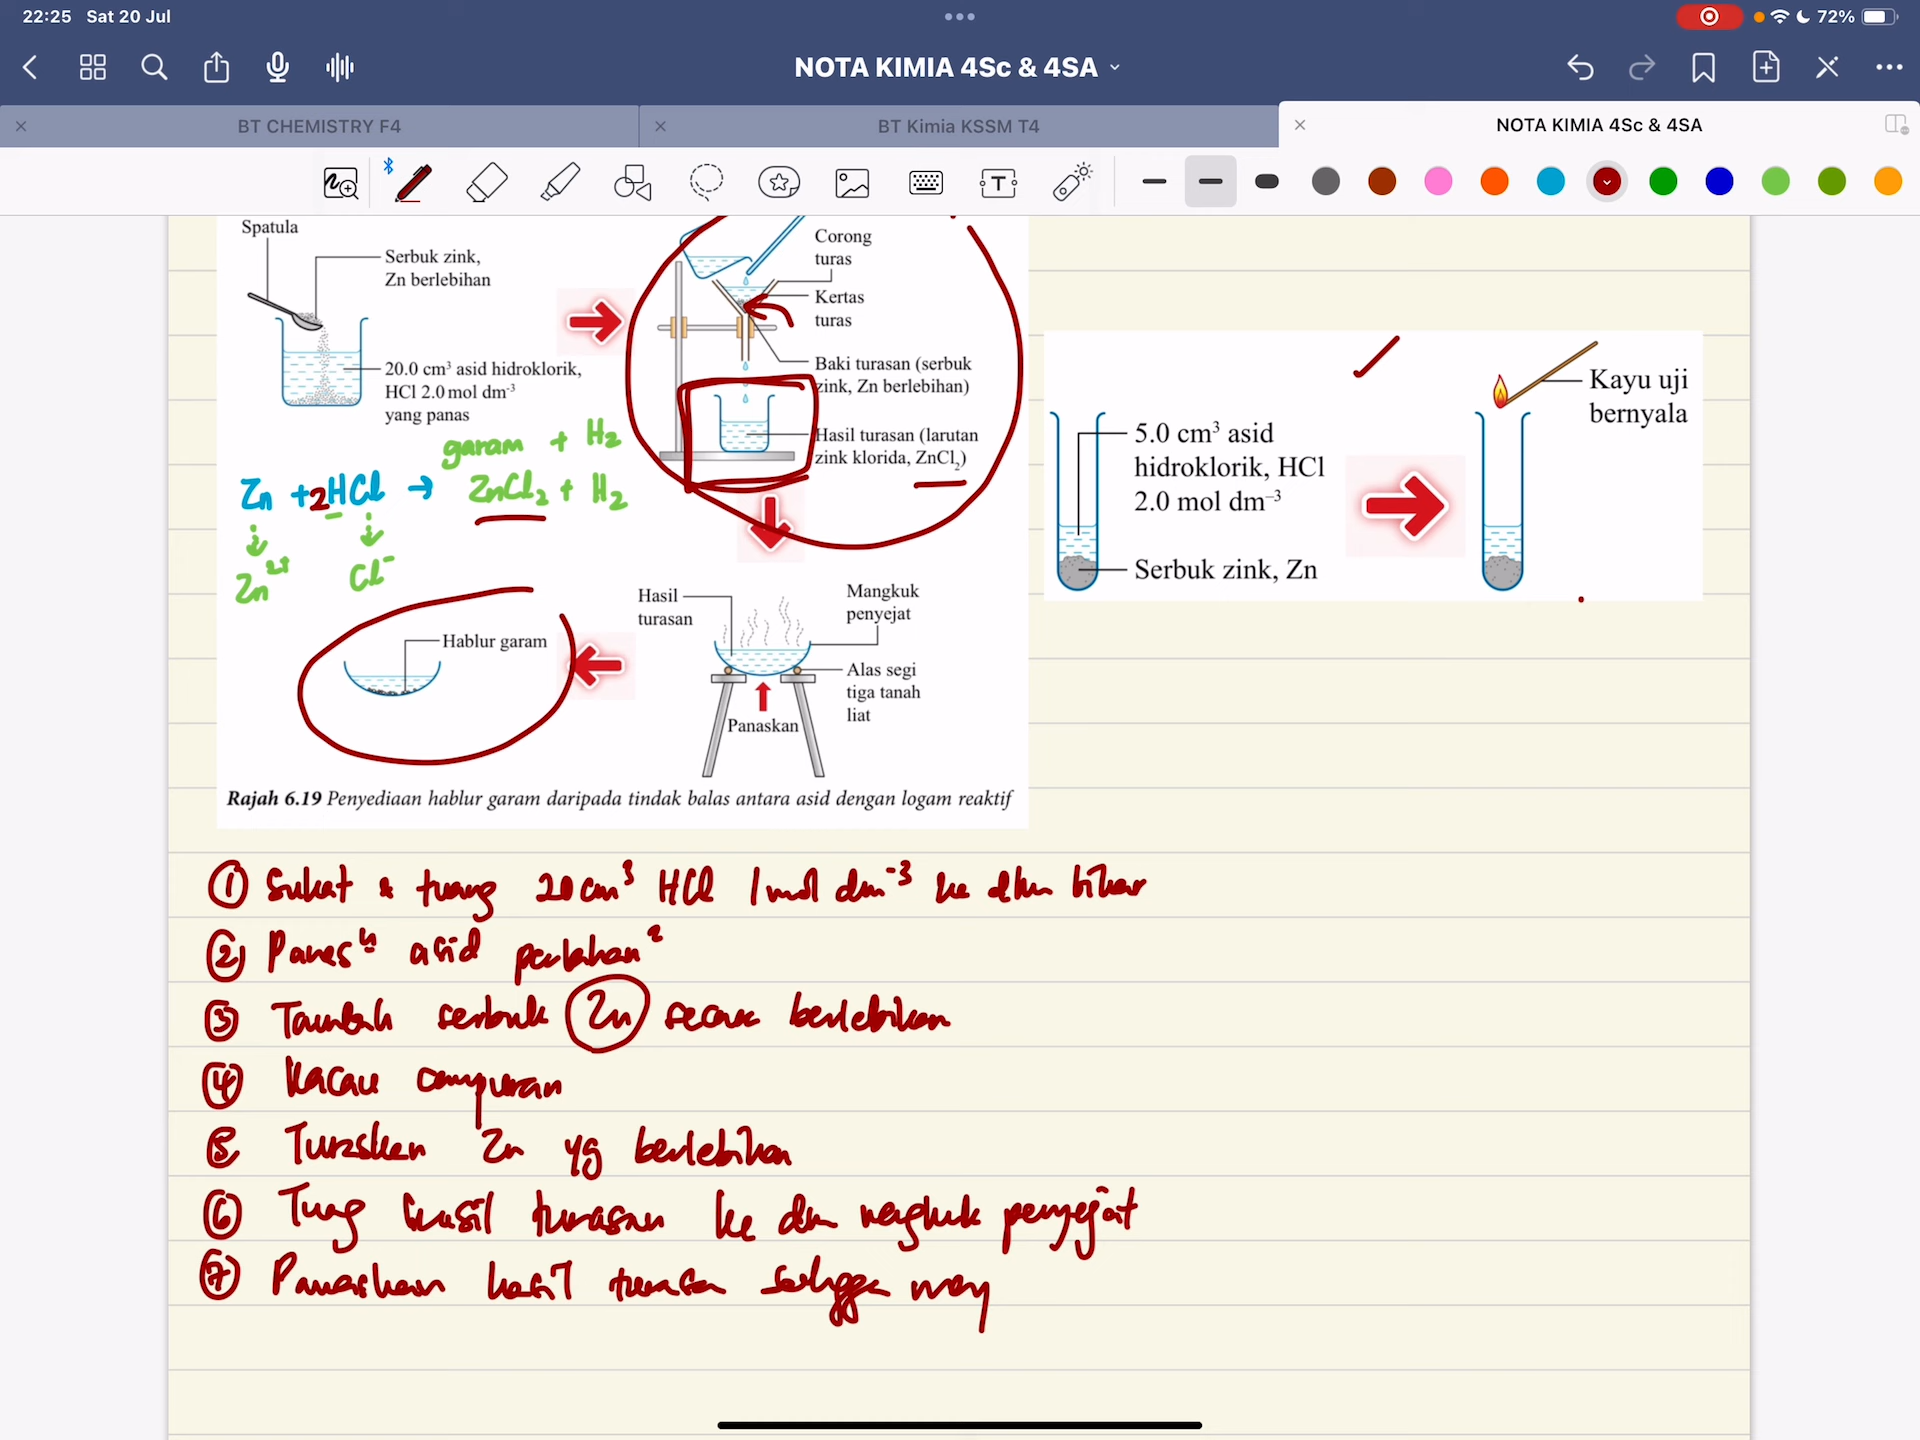 22:25 Sat 20 Jul
72%
NOTA KIMIA 4Sc & 4SA
BT CHEMISTRY F4
BT Kimia KSSM T4
NOTA KIMIA 4Sc & 4SA
Spatula
Serbuk zink,
Zn berlebihan
20.0 cm³ asid hidroklorik,
HCl 2.0 mol dm⁻³
yang panas
Corong
turas
Kertas
turas
Baki turasan (serbuk
zink, Zn berlebihan)
Hasil turasan (larutan
zink klorida, ZnCl₂)
garam + H₂
Zn + 2HCl → ZnCl₂ + H₂
Zn²⁺
Cl⁻
Hablur garam
Hasil
turasan
Mangkuk
penyejat
Alas segi
tiga tanah
liat
Panaskan
Rajah 6.19 Penyediaan hablur garam daripada tindak balas antara asid dengan logam reaktif
5.0 cm³ asid
hidroklorik, HCl
2.0 mol dm⁻³
Serbuk zink, Zn
Kayu uji
bernyala
① Sukat & tuang 20 cm³ HCl 1 mol dm⁻³ ke dlm bikar
② Panaskn asid perlahan²
③ Tambah serbuk Zn secara berlebihan
④ Kacau campuran
⑤ Turaskan Zn yg berlebihan
⑥ Tuag hasil turasan ke dlm mangkuk penyejat
⑦ Panaskan hasil turasan sehingga meny